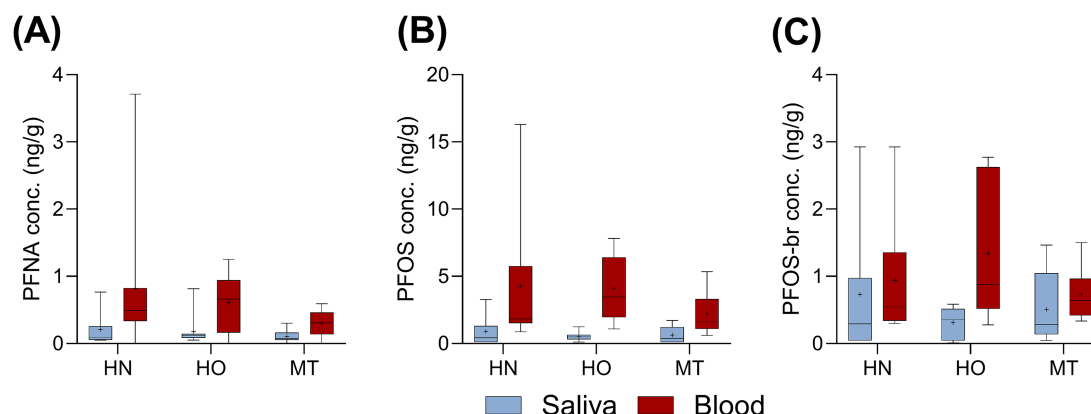 (A)
PFNA conc. (ng/g)
4
3
2
1
0
HN HO MT
(B)
PFOS conc. (ng/g)
20
15
10
5
0
HN HO MT
(C)
PFOS-br conc. (ng/g)
4
3
2
1
0
HN HO MT
Saliva Blood